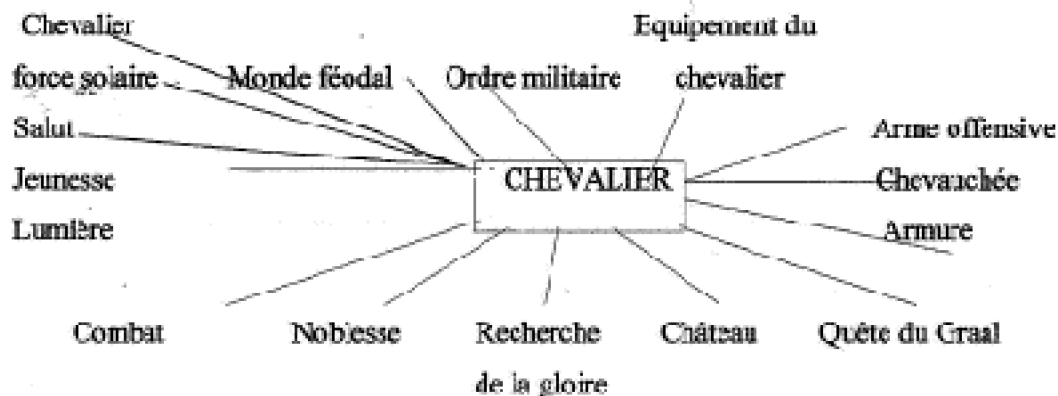 Chevalier Equipement du
force solaire Monde féodal Ordre militaire chevalier
Salut Arme offensive
Jeunesse CHEVALIER Chevauchée
Lumière Armure
Combat Noblesse Recherche Château Quête du Graal
de la gloire